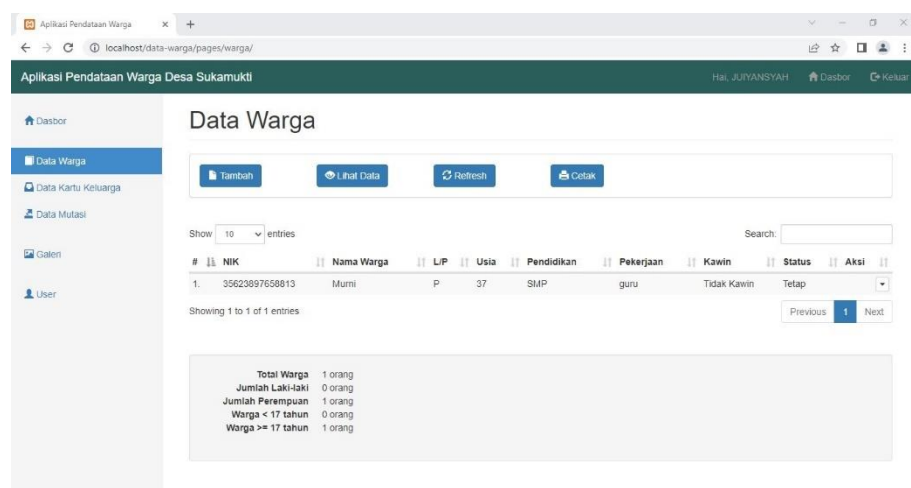 Aplikasi Pendataan Warga
localhost/data-warga/pages/warga/
Aplikasi Pendataan Warga Desa Sukamukti
Hai, JUIYANSYAH Dasbor Keluar
Dasbor
Data Warga
Data Kartu Keluarga
Data Mutasi
Galeri
User
Data Warga
Tambah Lihat Data Refresh Cetak
Show 10 entries Search:
# NIK Nama Warga L/P Usia Pendidikan Pekerjaan Kawin Status Aksi
1. 35623897658813 Murni P 37 SMP guru Tidak Kawin Tetap
Showing 1 to 1 of 1 entries Previous 1 Next
Total Warga 1 orang
Jumlah Laki-laki 0 orang
Jumlah Perempuan 1 orang
Warga < 17 tahun 0 orang
Warga >= 17 tahun 1 orang